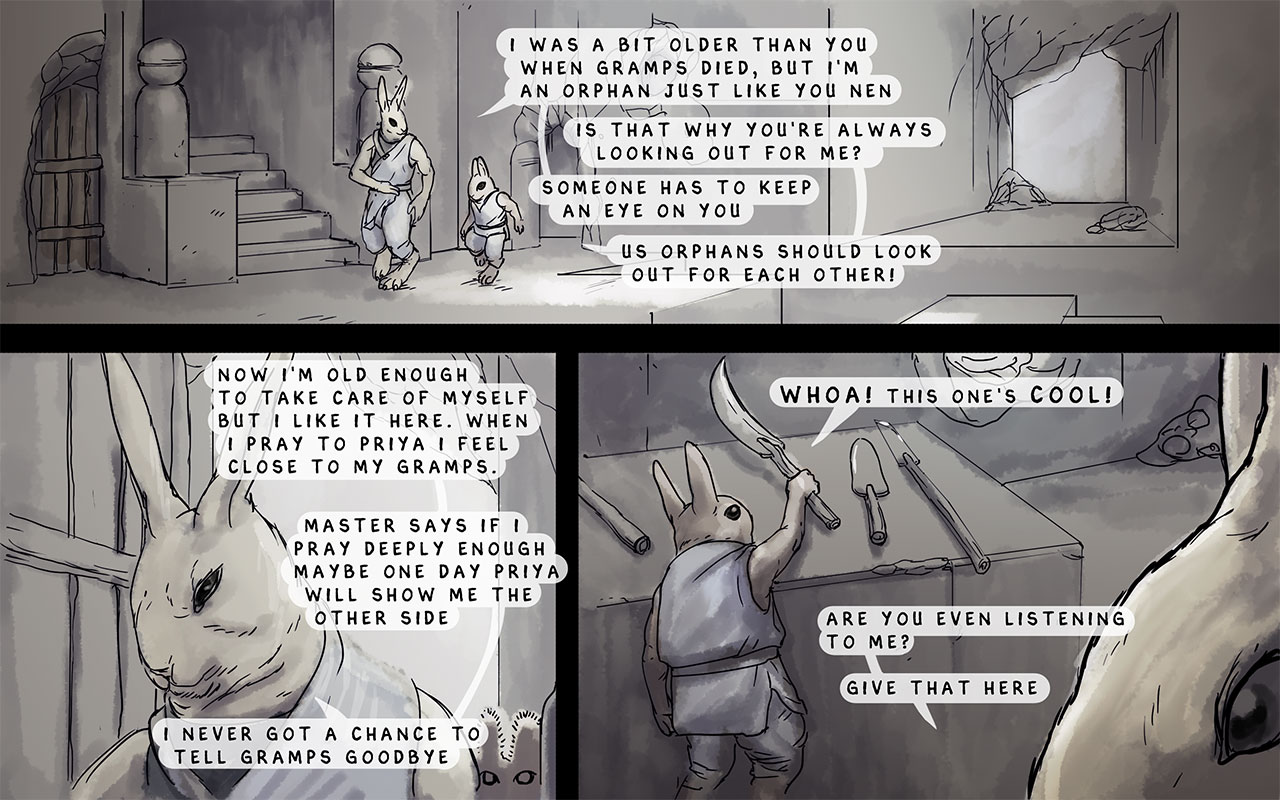 I WAS A BIT OLDER THAN YOU
WHEN GRAMPS DIED, BUT I'M
AN ORPHAN JUST LIKE YOU NEN
IS THAT WHY YOU'RE ALWAYS
LOOKING OUT FOR ME?
SOMEONE HAS TO KEEP
AN EYE ON YOU
US ORPHANS SHOULD LOOK
OUT FOR EACH OTHER!
NOW I'M OLD ENOUGH
TO TAKE CARE OF MYSELF
BUT I LIKE IT HERE. WHEN
I PRAY TO PRIYA I FEEL
CLOSE TO MY GRAMPS.
MASTER SAYS IF I
PRAY DEEPLY ENOUGH
MAYBE ONE DAY PRIYA
WILL SHOW ME THE
OTHER SIDE
I NEVER GOT A CHANCE TO
TELL GRAMPS GOODBYE
WHOA! THIS ONE'S COOL!
ARE YOU EVEN LISTENING
TO ME?
GIVE THAT HERE